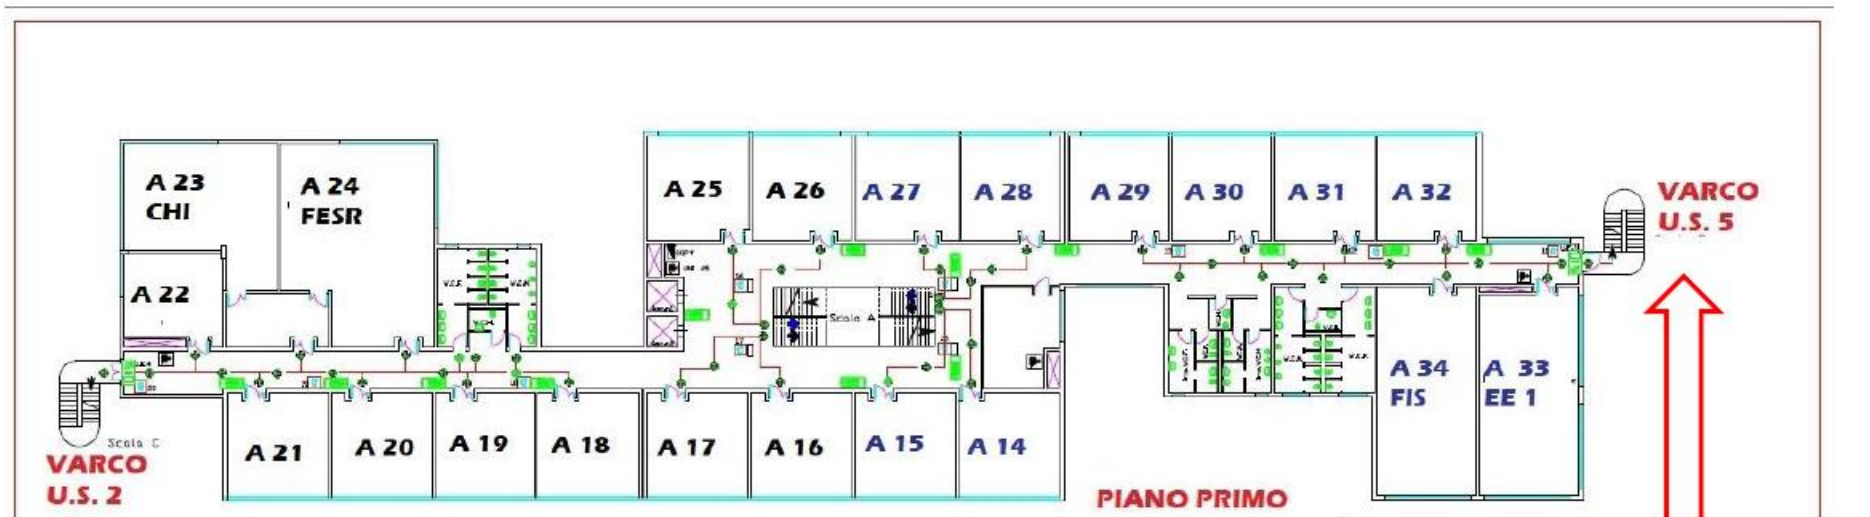 A 23
CHI
A 24
FESR
A 22
A 25
A 26
A 27
A 28
A 29
A 30
A 31
A 32
VARCO
U.S. 5
Scala A
A 34
FIS
A 33
EE 1
A 21
A 20
A 19
A 18
A 17
A 16
A 15
A 14
Scala C
VARCO
U.S. 2
PIANO PRIMO